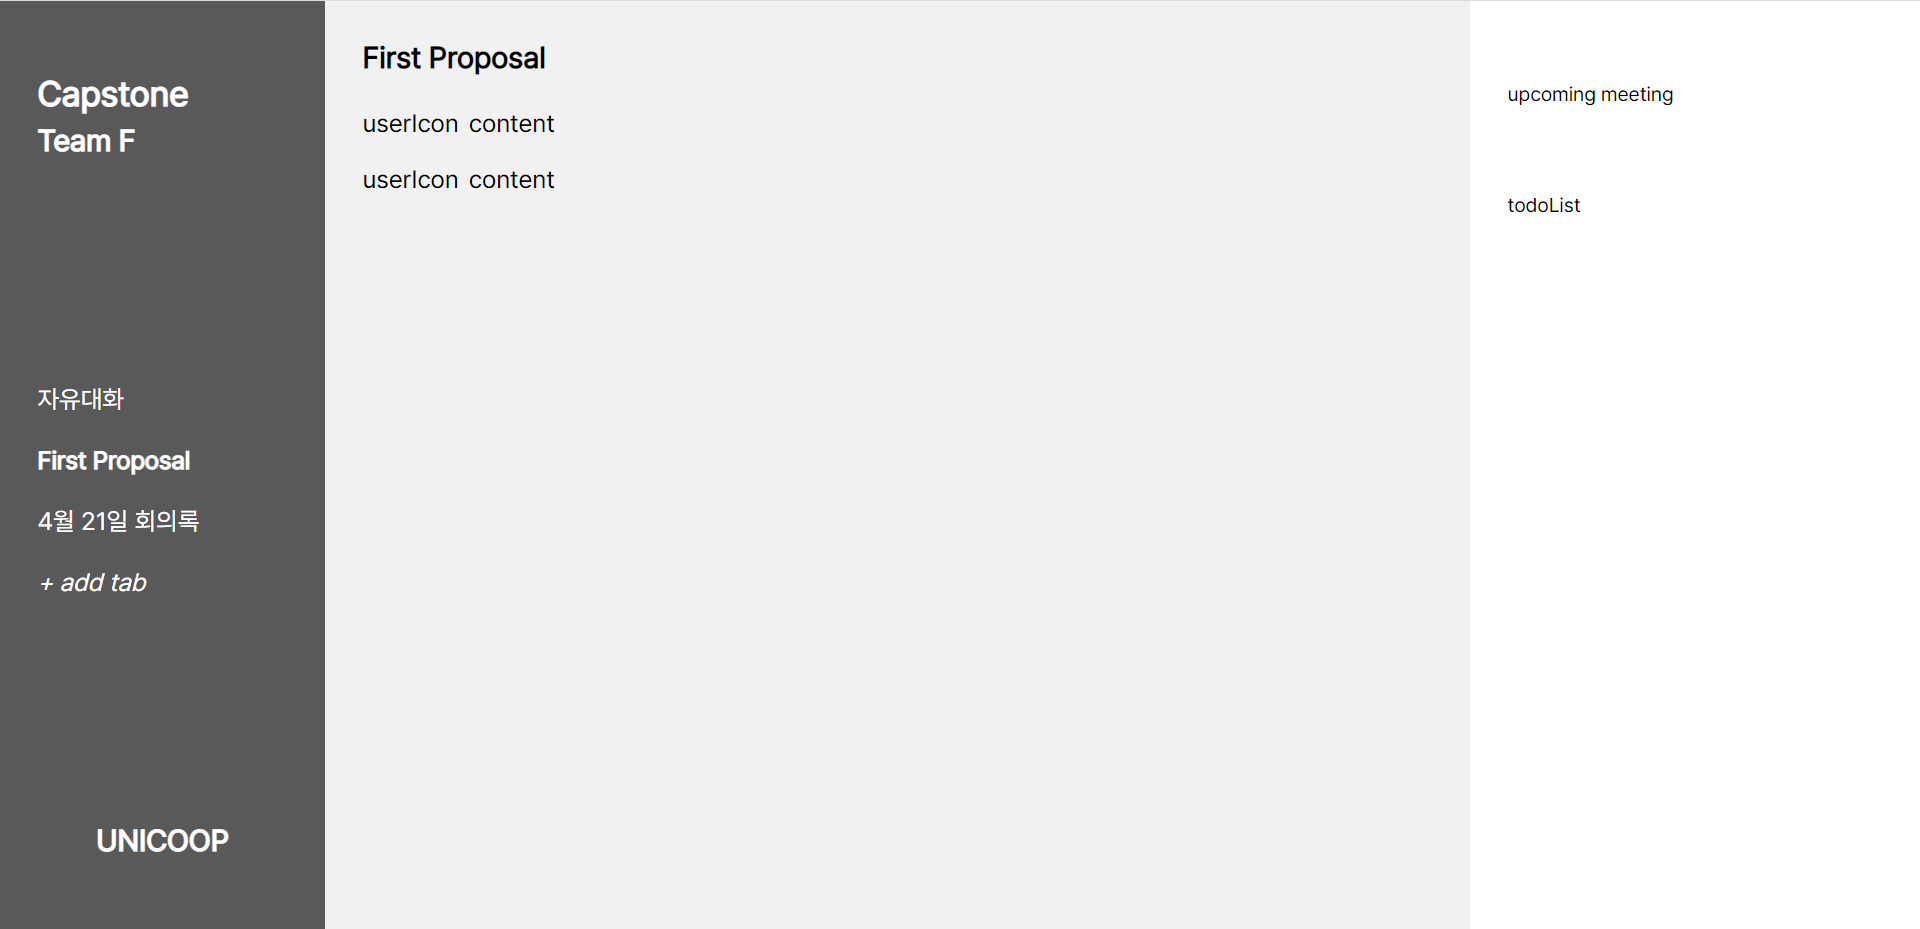 Capstone
Team F
자유대화
First Proposal
4월 21일 회의록
+ add tab
UNICOOP
First Proposal
userIcon content
userIcon content
upcoming meeting
todoList